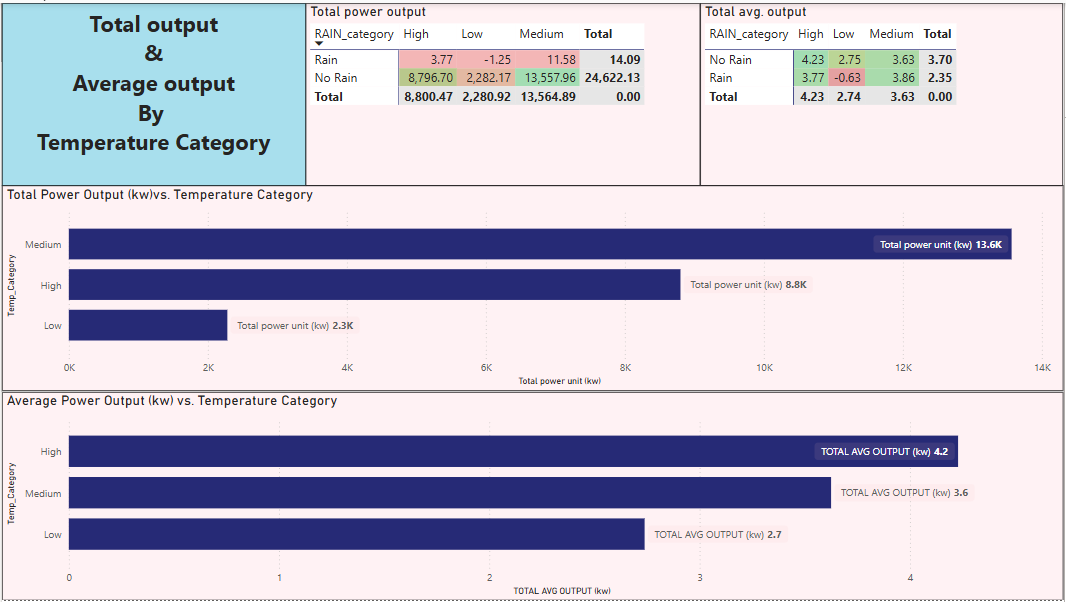 Total output
&
Average output
By
Temperature Category
Total power output
RAIN_category High Low Medium Total
Rain 3.77 -1.25 11.58 14.09
No Rain 8,796.70 2,282.17 13,557.96 24,622.13
Total 8,800.47 2,280.92 13,564.89 0.00
Total avg. output
RAIN_category High Low Medium Total
No Rain 4.23 2.75 3.63 3.70
Rain 3.77 -0.63 3.86 2.35
Total 4.23 2.74 3.63 0.00
Total Power Output (kw)vs. Temperature Category
Temp_Category
Medium Total power unit (kw) 13.6K
High Total power unit (kw) 8.8K
Low Total power unit (kw) 2.3K
0K 2K 4K 6K 8K 10K 12K 14K
Total power unit (kw)
Average Power Output (kw) vs. Temperature Category
Temp_Category
High TOTAL AVG OUTPUT (kw) 4.2
Medium TOTAL AVG OUTPUT (kw) 3.6
Low TOTAL AVG OUTPUT (kw) 2.7
0 1 2 3 4
TOTAL AVG OUTPUT (kw)